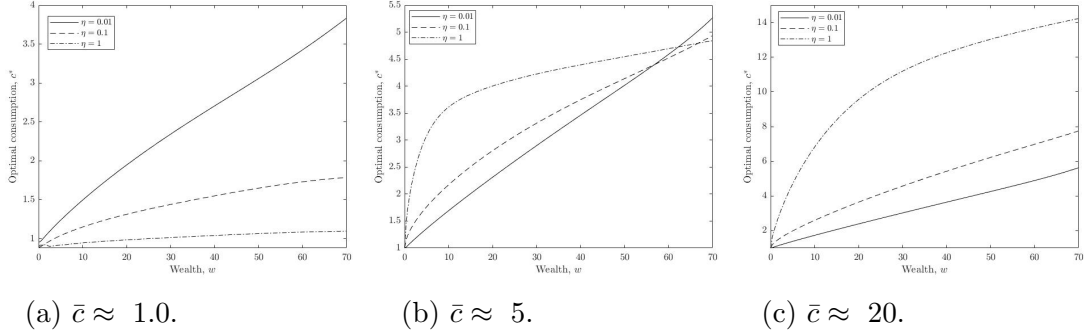 4
3.5
3
2.5
2
1.5
1
Optimal consumption, c*
η = 0.01
η = 0.1
η = 1
0 10 20 30 40 50 60 70
Wealth, w
(a) c̄ ≈ 1.0.
5.5
5
4.5
4
3.5
3
2.5
2
1.5
1
Optimal consumption, c*
η = 0.01
η = 0.1
η = 1
0 10 20 30 40 50 60 70
Wealth, w
(b) c̄ ≈ 5.
14
12
10
8
6
4
2
Optimal consumption, c*
η = 0.01
η = 0.1
η = 1
0 10 20 30 40 50 60 70
Wealth, w
(c) c̄ ≈ 20.